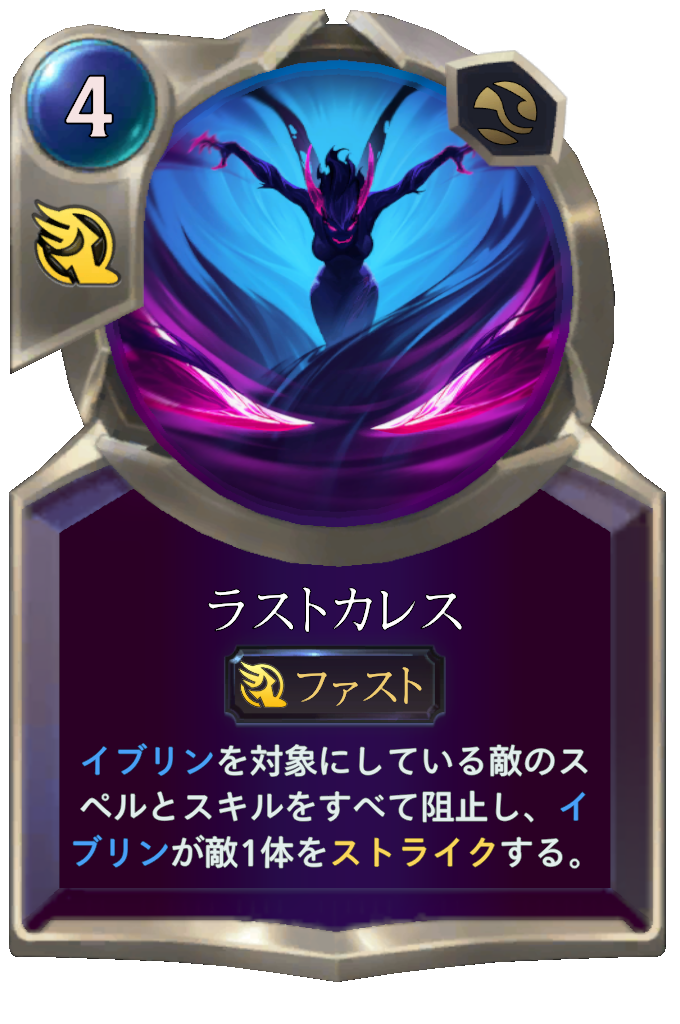 4
ラストカレス
ファスト
イブリンを対象にしている敵のス
ペルとスキルをすべて阻止し、イ
ブリンが敵1体をストライクする。